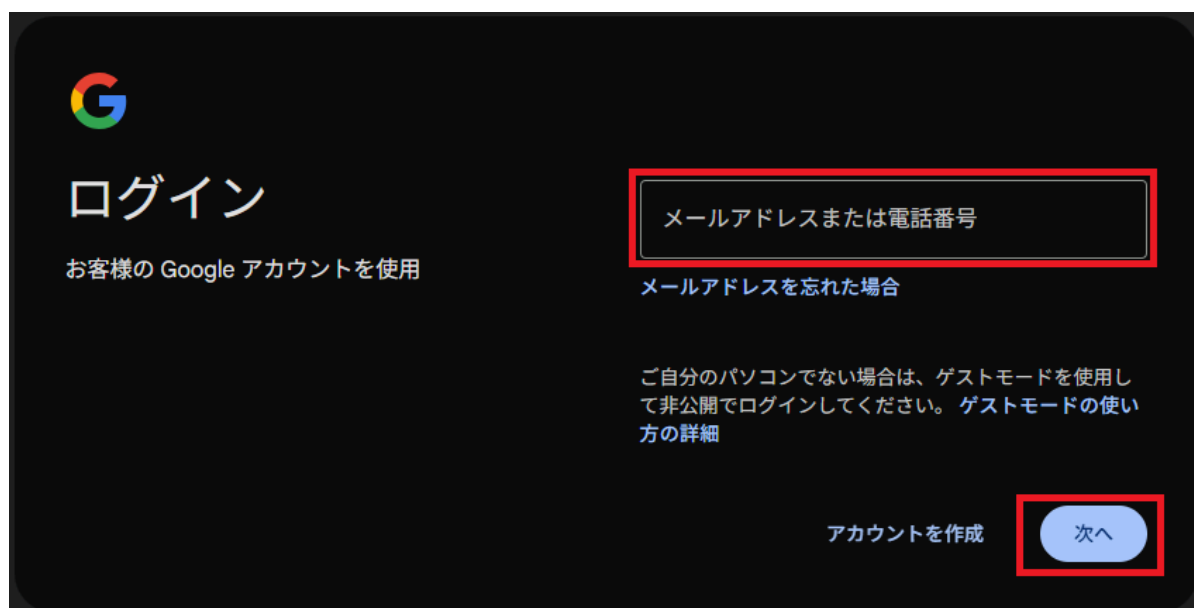 ログイン
お客様の Google アカウントを使用
メールアドレスまたは電話番号
メールアドレスを忘れた場合
ご自分のパソコンでない場合は、ゲストモードを使用し
て非公開でログインしてください。 ゲストモードの使い
方の詳細
アカウントを作成
次へ